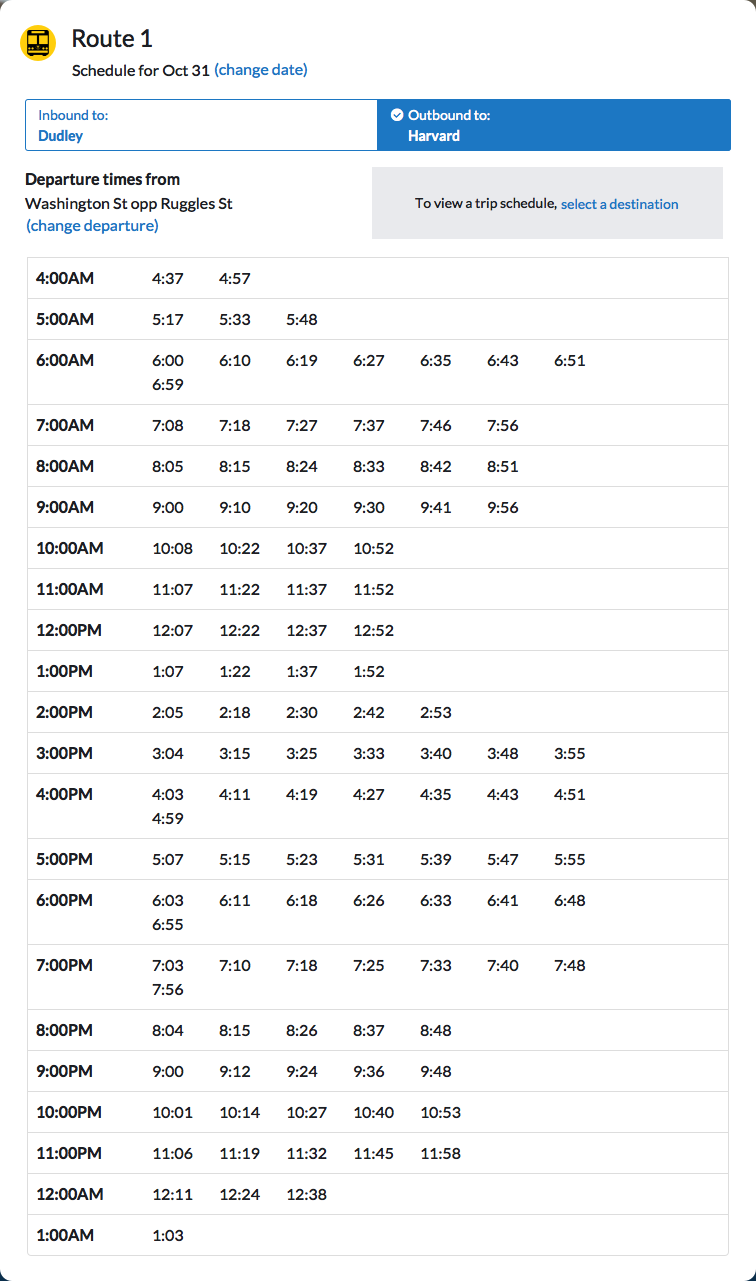 Route 1
Schedule for Oct 31 (change date)
Inbound to:
Dudley
Outbound to:
Harvard
Departure times from
Washington St opp Ruggles St
(change departure)
To view a trip schedule, select a destination
4:00AM 4:37 4:57
5:00AM 5:17 5:33 5:48
6:00AM 6:00 6:10 6:19 6:27 6:35 6:43 6:51
6:59
7:00AM 7:08 7:18 7:27 7:37 7:46 7:56
8:00AM 8:05 8:15 8:24 8:33 8:42 8:51
9:00AM 9:00 9:10 9:20 9:30 9:41 9:56
10:00AM 10:08 10:22 10:37 10:52
11:00AM 11:07 11:22 11:37 11:52
12:00PM 12:07 12:22 12:37 12:52
1:00PM 1:07 1:22 1:37 1:52
2:00PM 2:05 2:18 2:30 2:42 2:53
3:00PM 3:04 3:15 3:25 3:33 3:40 3:48 3:55
4:00PM 4:03 4:11 4:19 4:27 4:35 4:43 4:51
4:59
5:00PM 5:07 5:15 5:23 5:31 5:39 5:47 5:55
6:00PM 6:03 6:11 6:18 6:26 6:33 6:41 6:48
6:55
7:00PM 7:03 7:10 7:18 7:25 7:33 7:40 7:48
7:56
8:00PM 8:04 8:15 8:26 8:37 8:48
9:00PM 9:00 9:12 9:24 9:36 9:48
10:00PM 10:01 10:14 10:27 10:40 10:53
11:00PM 11:06 11:19 11:32 11:45 11:58
12:00AM 12:11 12:24 12:38
1:00AM 1:03